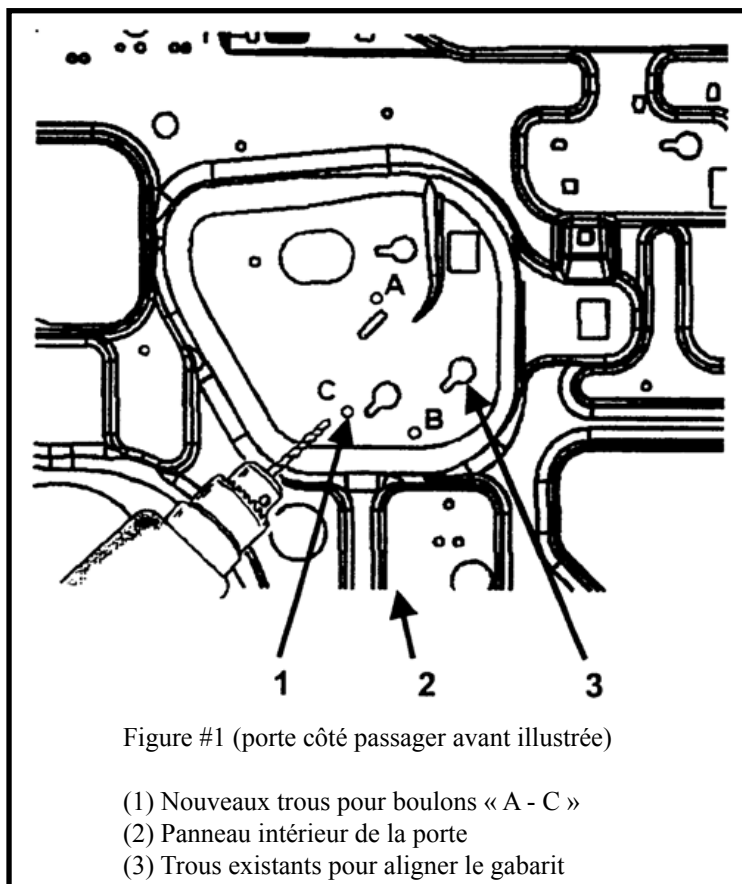 A
C
B
1 2 3
Figure #1 (porte côté passager avant illustrée)
(1) Nouveaux trous pour boulons « A - C »
(2) Panneau intérieur de la porte
(3) Trous existants pour aligner le gabarit